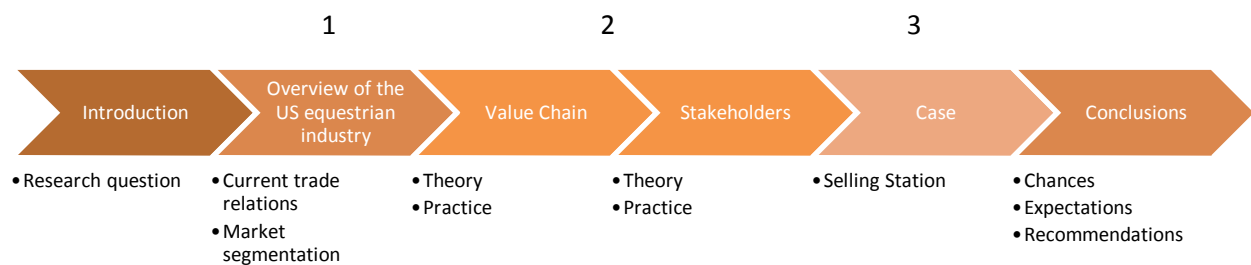 1
2
3
Introduction
Overview of the
US equestrian
industry
Value Chain
Stakeholders
Case
Conclusions
•Research question
•Current trade
relations
•Market
segmentation
•Theory
•Practice
•Theory
•Practice
•Selling Station
•Chances
•Expectations
•Recommendations